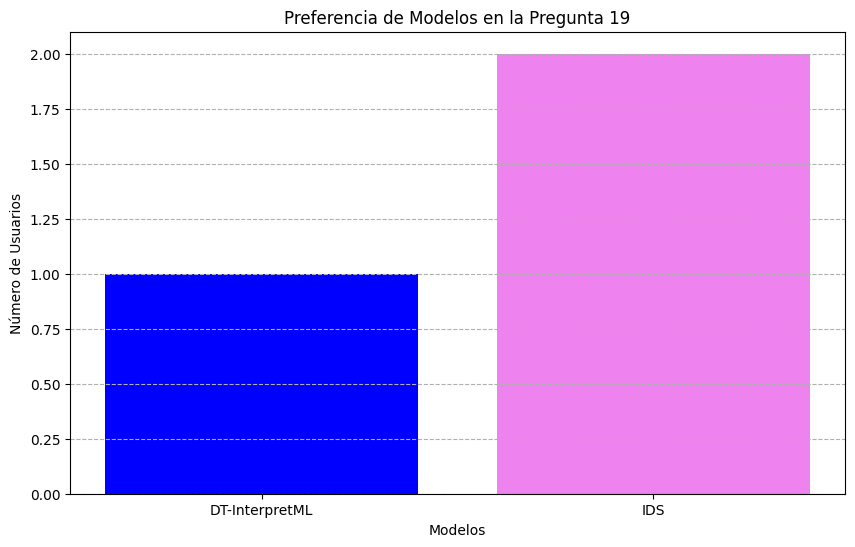 Preferencia de Modelos en la Pregunta 19
Número de Usuarios
2.00
1.75
1.50
1.25
1.00
0.75
0.50
0.25
0.00
DT-InterpretML
IDS
Modelos